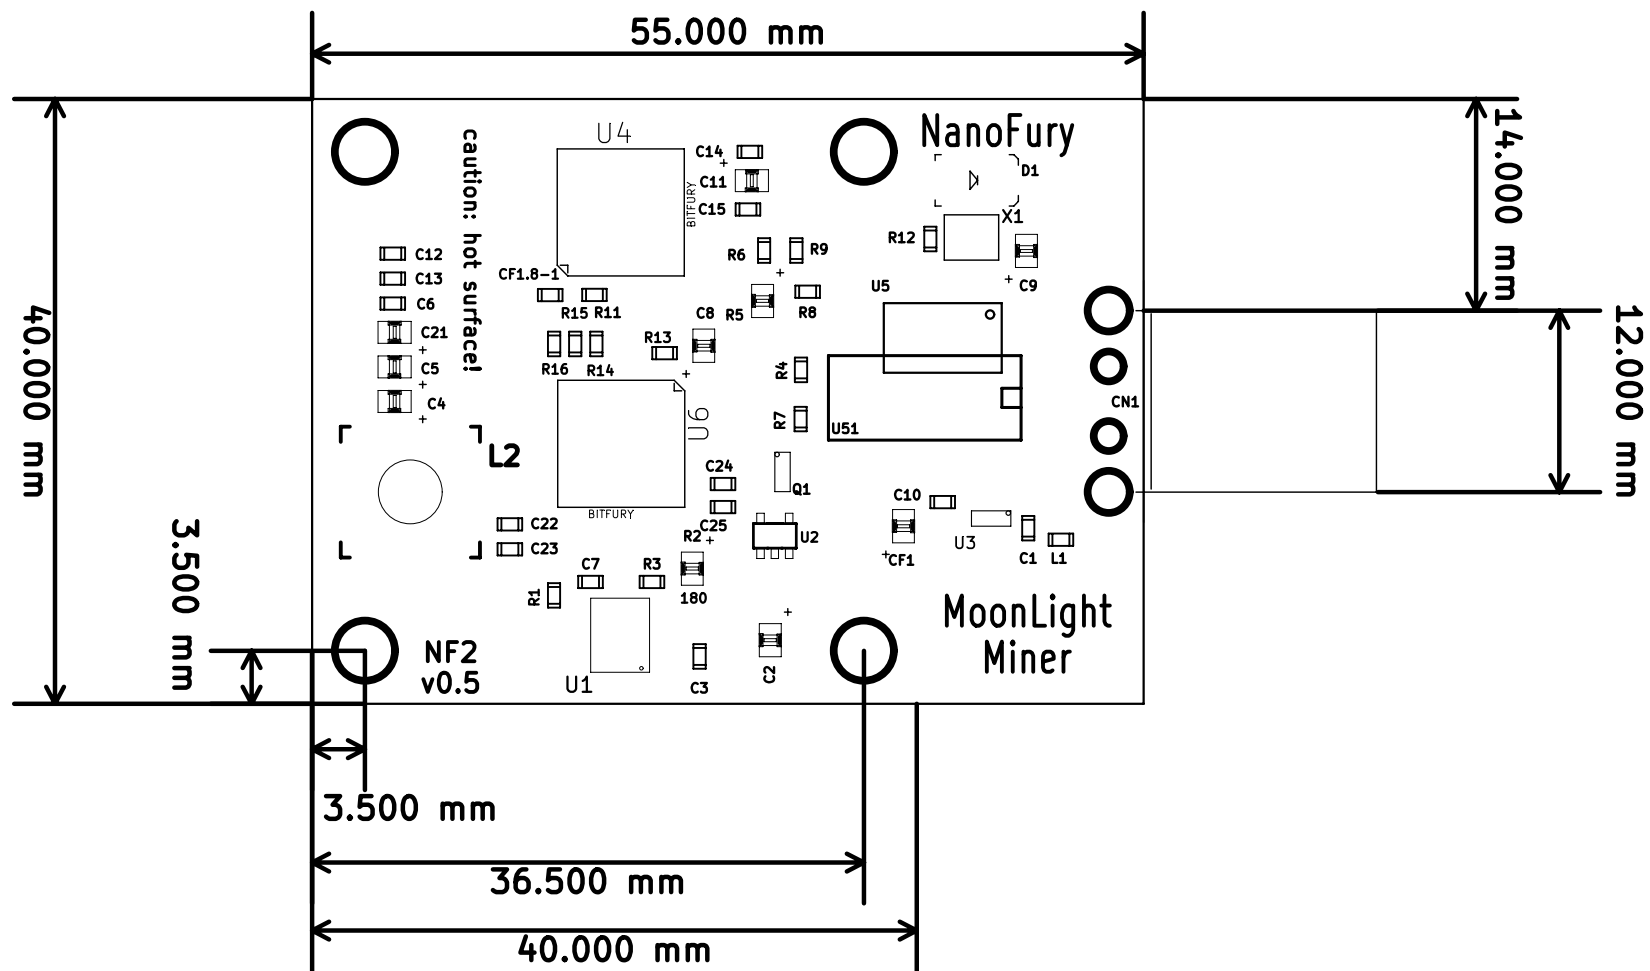 55.000 mm
14.000 mm
12.000 mm
40.000 mm
3.500 mm
3.500 mm
36.500 mm
40.000 mm
NanoFury
caution: hot surface!
U4
BITFURY
CF1.8-1
C14
+
C11
C15
D1
X1
R12
C9
+
R6
R9
+
R5
R8
U5
C12
C13
C6
C21
+
C5
+
C4
+
R15
R11
R16
R14
R13
C8
+
R4
R7
U51
CN1
U6
BITFURY
L2
C24
C25
Q1
U2
C22
C23
R2
+
180
C7
R3
R1
C10
CF1
+
U3
C1
L1
U1
C3
C2
+
NF2
v0.5
MoonLight
Miner